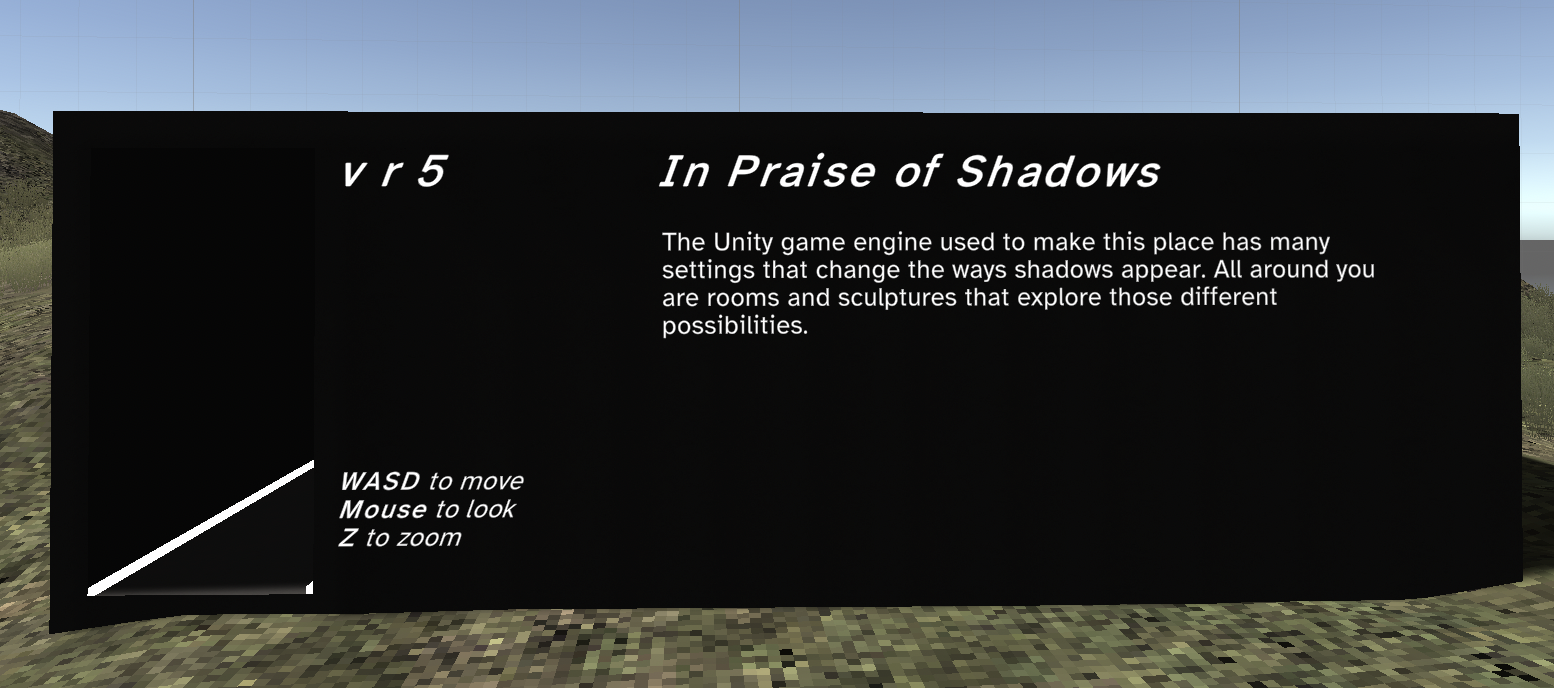 v r 5
In Praise of Shadows
The Unity game engine used to make this place has many
settings that change the ways shadows appear. All around you
are rooms and sculptures that explore those different
possibilities.
WASD to move
Mouse to look
Z to zoom